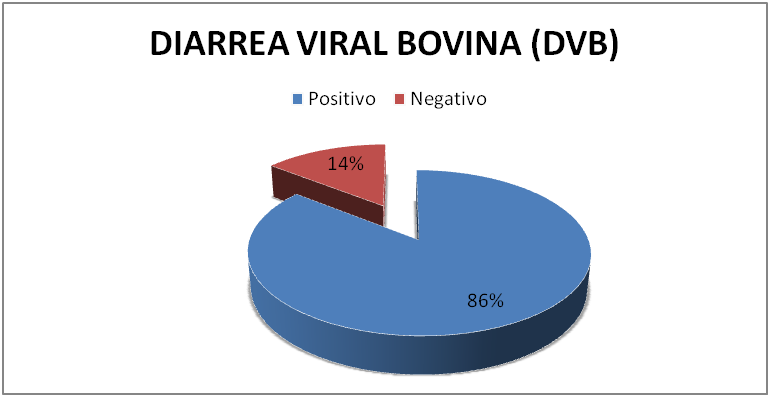 DIARREA VIRAL BOVINA (DVB)
Positivo Negativo
14%
86%